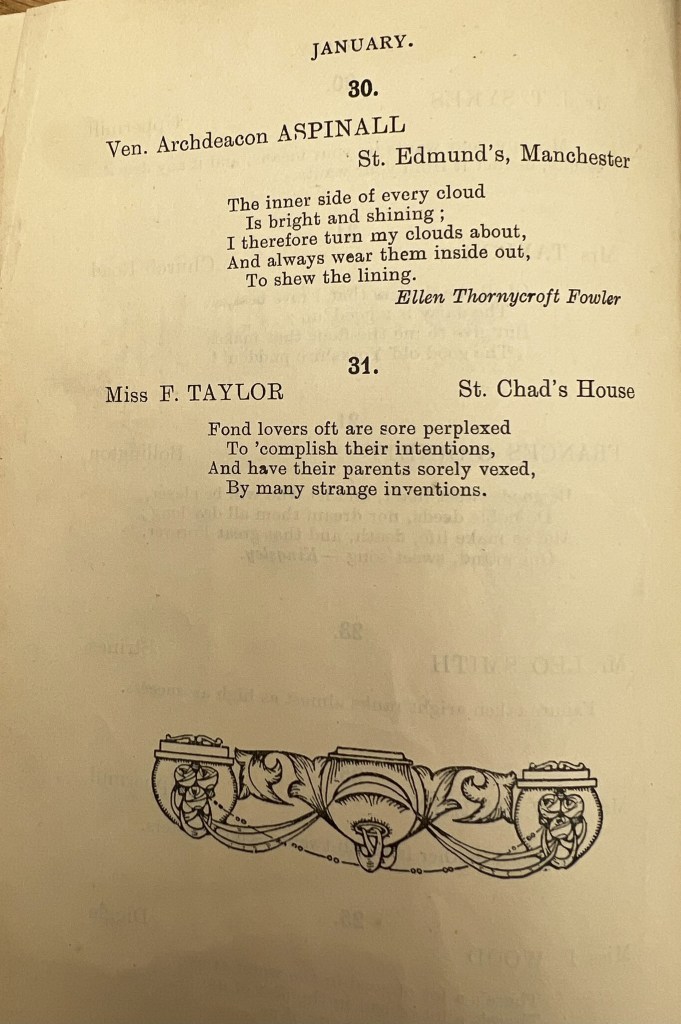 JANUARY.
30.
Ven. Archdeacon ASPINALL
St. Edmund's, Manchester
The inner side of every cloud
Is bright and shining ;
I therefore turn my clouds about,
And always wear them inside out,
To shew the lining.
Ellen Thornycroft Fowler
31.
Miss F. TAYLOR St. Chad's House
Fond lovers oft are sore perplexed
To 'complish their intentions,
And have their parents sorely vexed,
By many strange inventions.